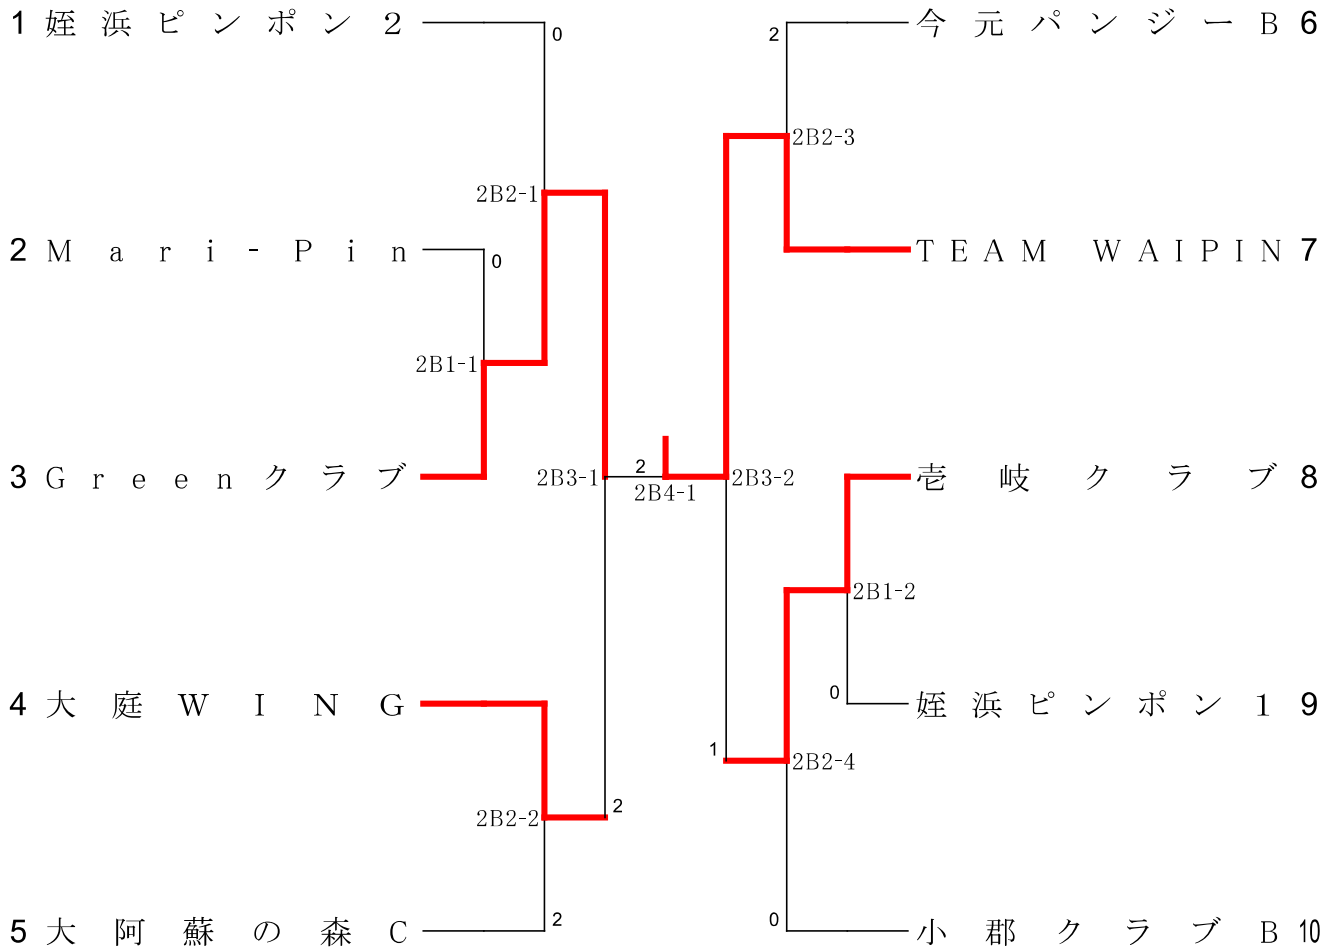 1 姪浜ピンポン２
0
2
今元パンジーB 6
2B2-3
2B2-1
2 Mari-Pin
0
TEAM WAIPIN 7
2B1-1
3 Greenクラブ
2B3-1
2
2B4-1
2B3-2
壱岐クラブ 8
2B1-2
4 大庭WING
0
姪浜ピンポン１ 9
1
2B2-4
2B2-2
2
5 大阿蘇の森C
2
0
小郡クラブB 10